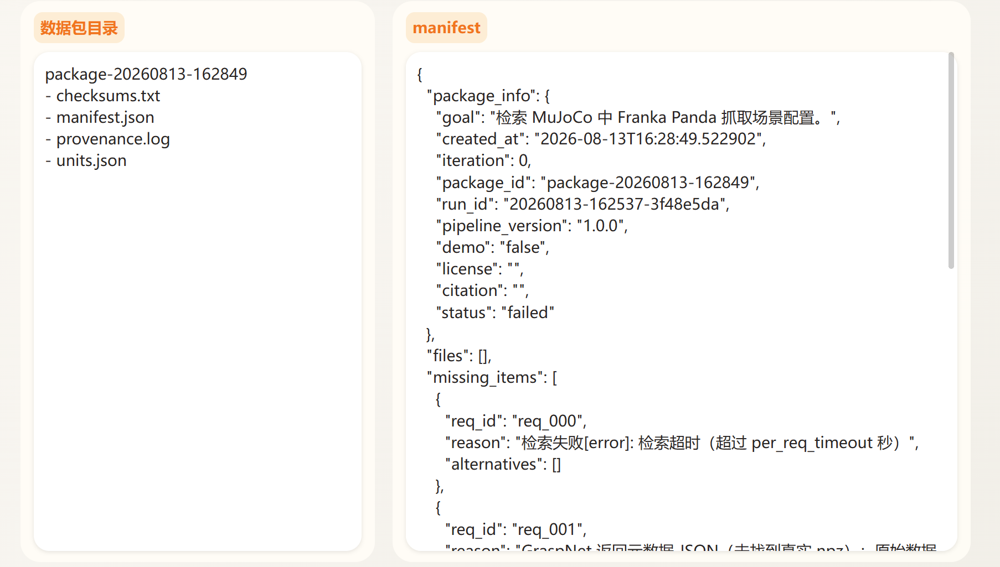 数据包目录
package-20260813-162849
- checksums.txt
- manifest.json
- provenance.log
- units.json
manifest
{
"package_info": {
"goal": "检索 MuJoCo 中 Franka Panda 抓取场景配置。",
"created_at": "2026-08-13T16:28:49.522902",
"iteration": 0,
"package_id": "package-20260813-162849",
"run_id": "20260813-162537-3f48e5da",
"pipeline_version": "1.0.0",
"demo": "false",
"license": "",
"citation": "",
"status": "failed"
},
"files": [],
"missing_items": [
{
"req_id": "req_000",
"reason": "检索失败[error]: 检索超时（超过 per_req_timeout 秒）",
"alternatives": []
},
{
"req_id": "req_001",
"reason": "GraspNet 返回元数据 JSON（未找到真实 npz）；原始数据